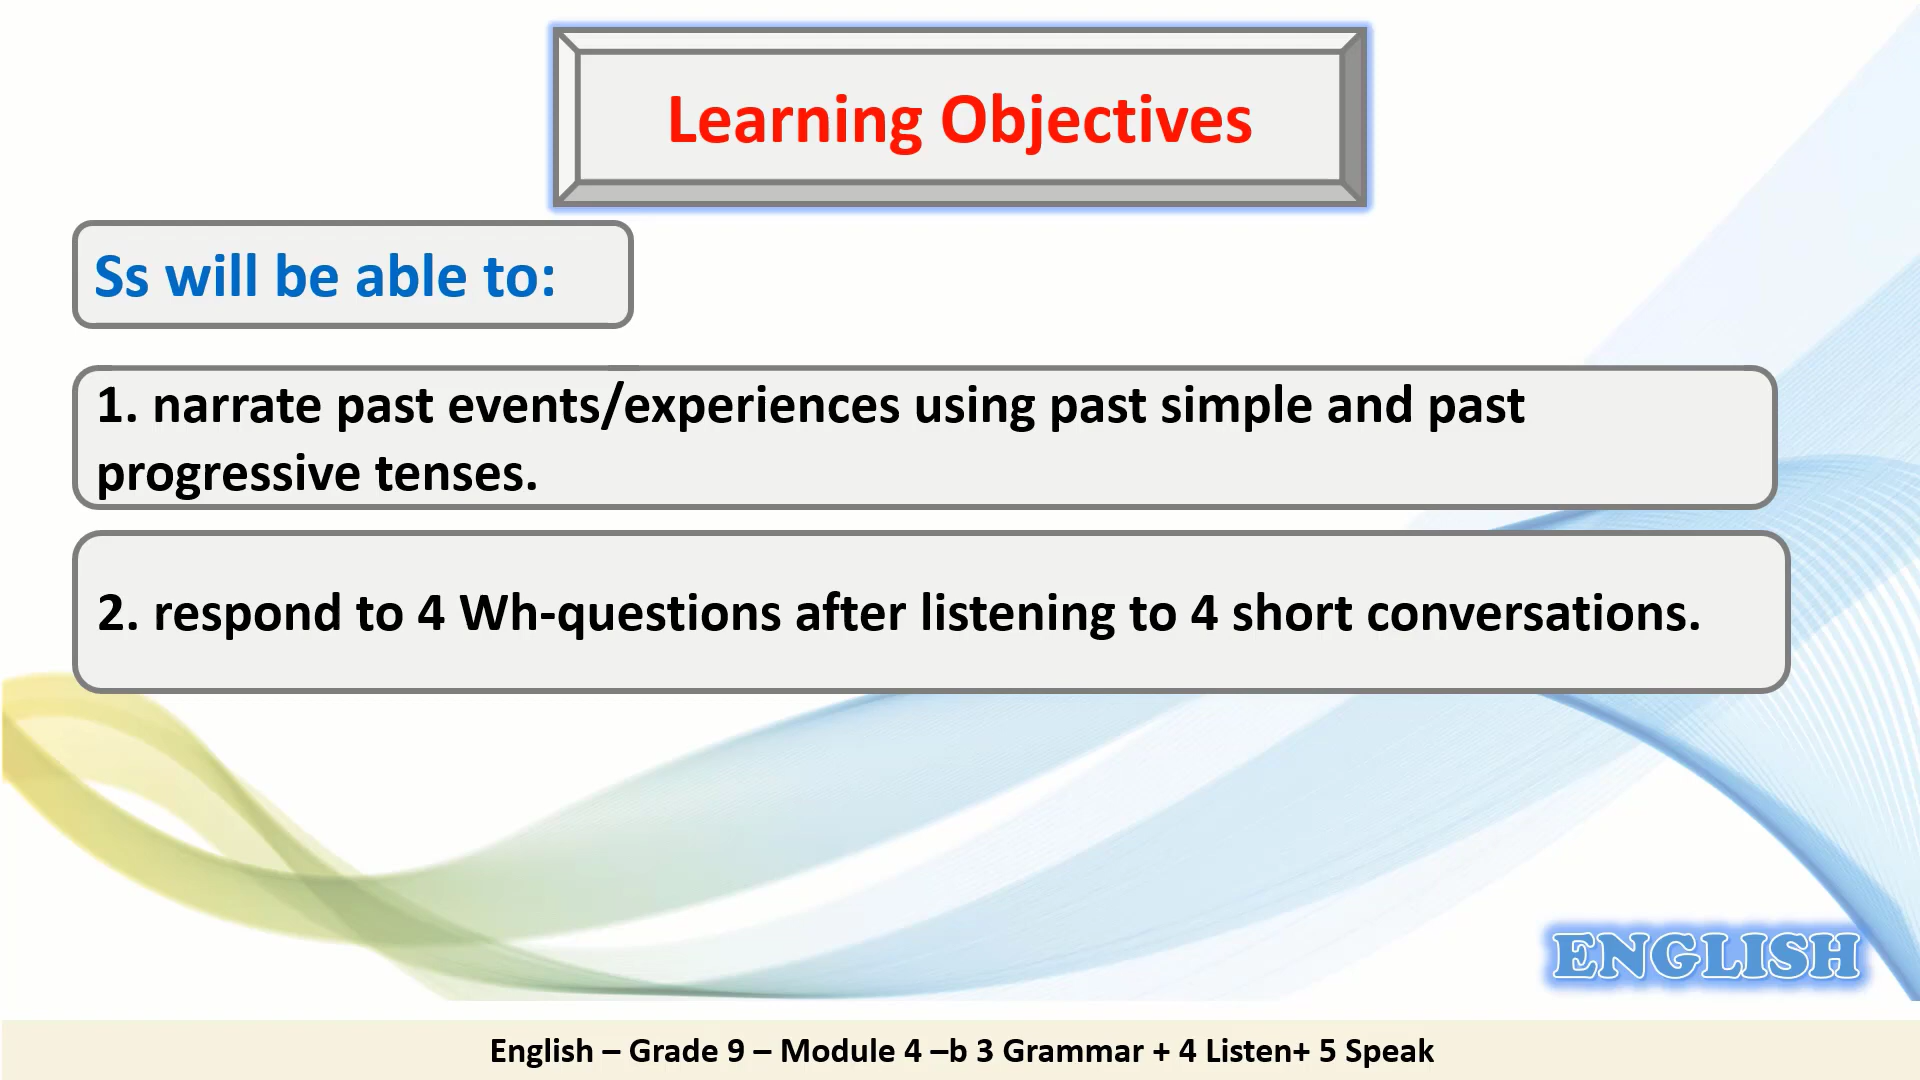 Learning Objectives
Ss will be able to:
1. narrate past events/experiences using past simple and past
progressive tenses.
2. respond to 4 Wh-questions after listening to 4 short conversations.
ENGLISH
English – Grade 9 – Module 4 –b 3 Grammar + 4 Listen+ 5 Speak